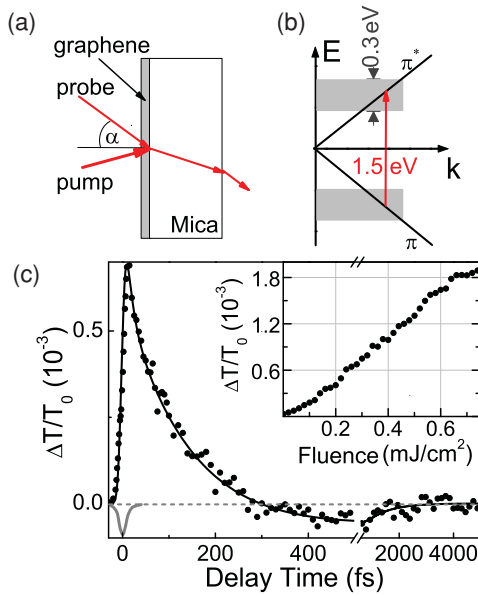 (a)
graphene
probe
α
pump
Mica
(b)
E
0.3 eV
π*
1.5 eV
k
π
(c)
ΔT/T₀ (10⁻³)
0.5
0.0
0
200
400
2000
4000
Delay Time (fs)
ΔT/T₀ (10⁻³)
1.8
1.2
0.6
0.2
0.4
0.6
Fluence (mJ/cm²)